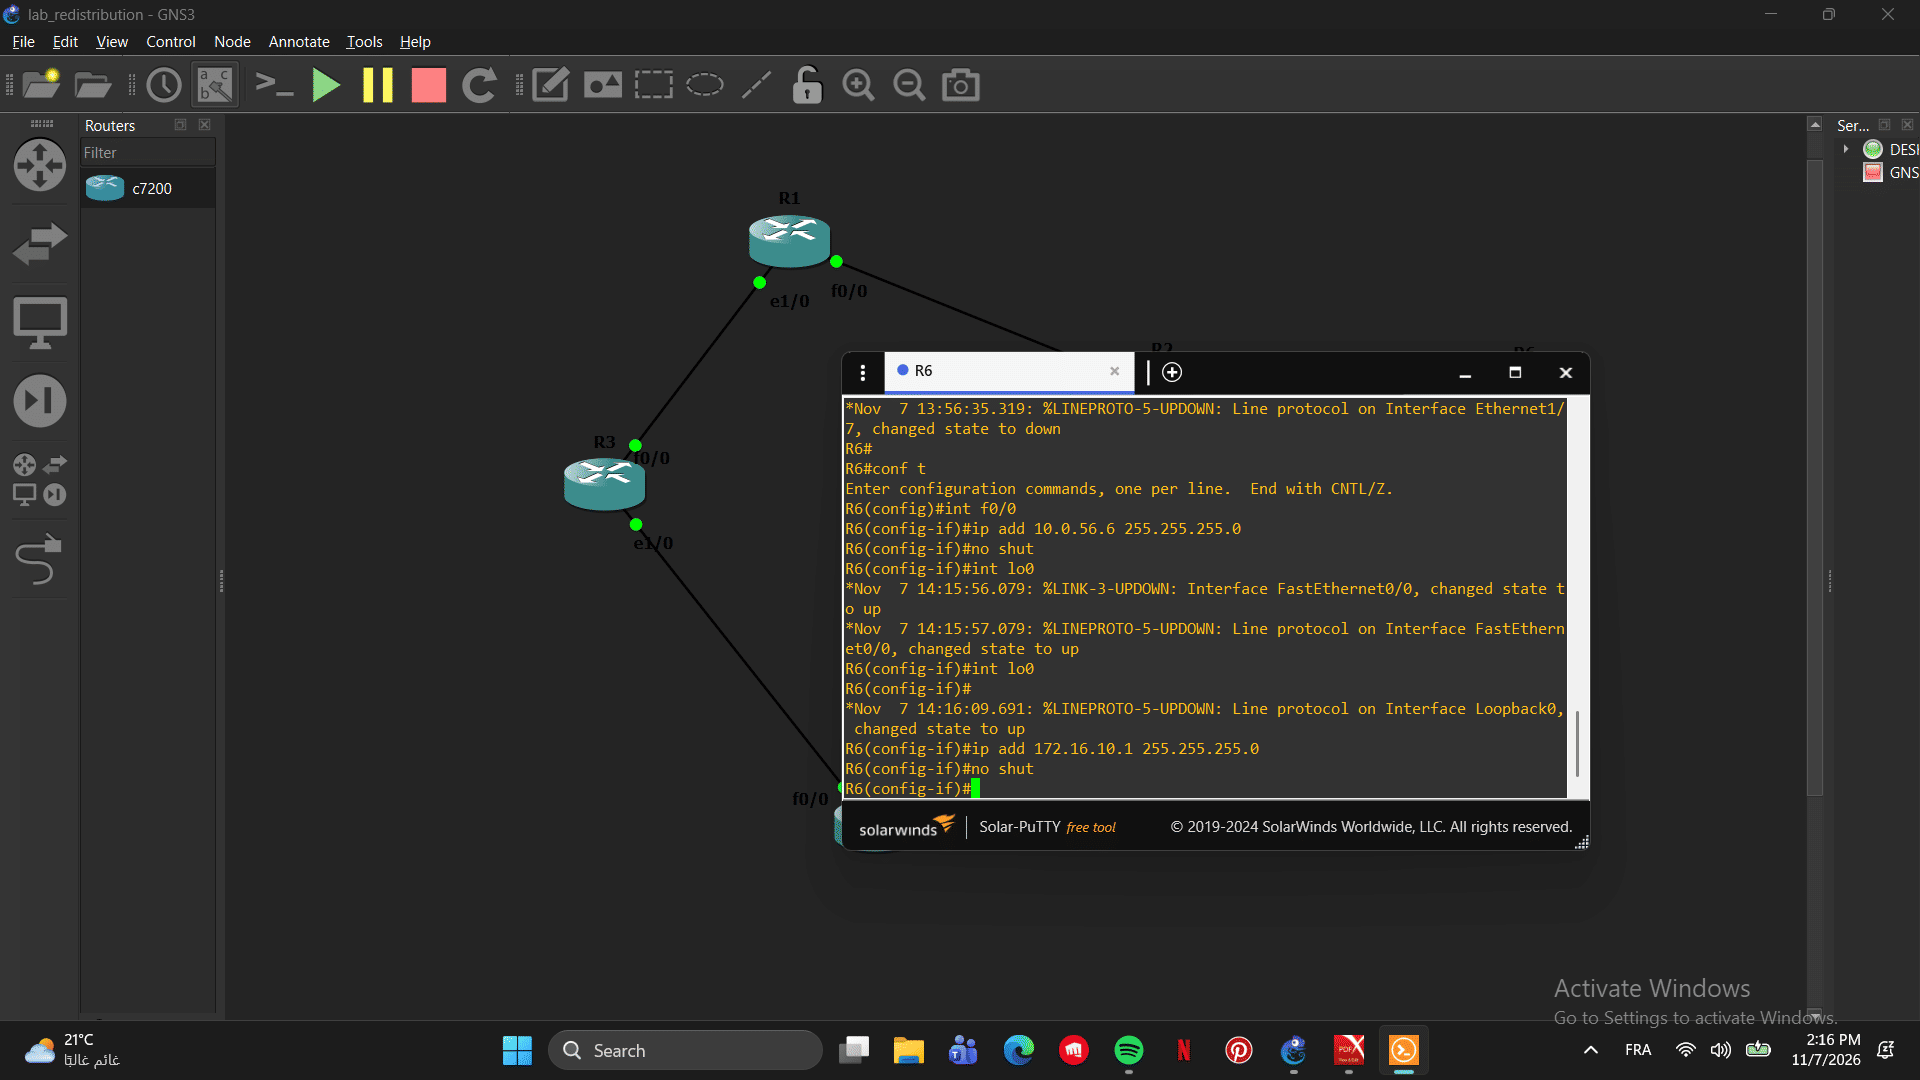 lab_redistribution - GNS3
File Edit View Control Node Annotate Tools Help
Routers
Filter
c7200
Ser...
DESH
GNS
R1
e1/0
f0/0
R2
R3
f0/0
e1/0
f0/0
R6
*Nov  7 13:56:35.319: %LINEPROTO-5-UPDOWN: Line protocol on Interface Ethernet1/
7, changed state to down
R6#
R6#conf t
Enter configuration commands, one per line.  End with CNTL/Z.
R6(config)#int f0/0
R6(config-if)#ip add 10.0.56.6 255.255.255.0
R6(config-if)#no shut
R6(config-if)#int lo0
*Nov  7 14:15:56.079: %LINK-3-UPDOWN: Interface FastEthernet0/0, changed state t
o up
*Nov  7 14:15:57.079: %LINEPROTO-5-UPDOWN: Line protocol on Interface FastEthern
et0/0, changed state to up
R6(config-if)#int lo0
R6(config-if)#
*Nov  7 14:16:09.691: %LINEPROTO-5-UPDOWN: Line protocol on Interface Loopback0,
 changed state to up
R6(config-if)#ip add 172.16.10.1 255.255.255.0
R6(config-if)#no shut
R6(config-if)#
solarwinds
Solar-PuTTY free tool
© 2019-2024 SolarWinds Worldwide, LLC. All rights reserved.
Activate Windows
Go to Settings to activate Windows.
21°C
غائم غالبًا
Search
FRA
2:16 PM
11/7/2026